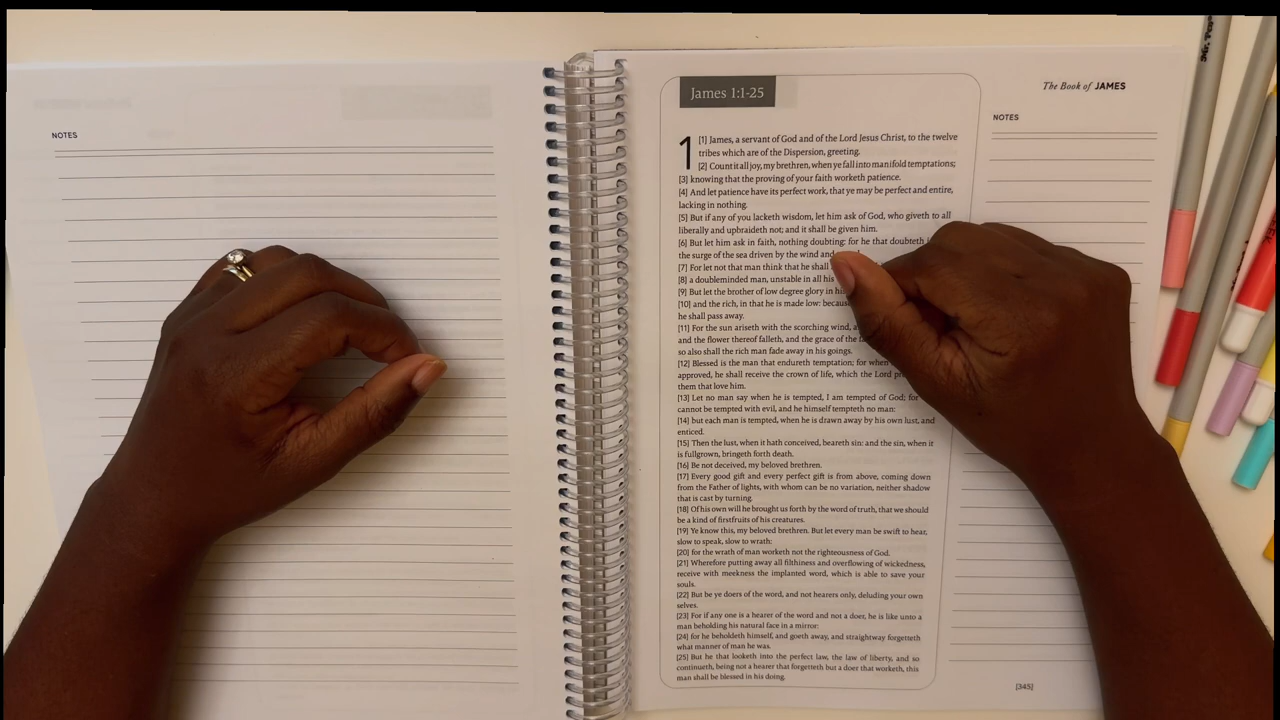 NOTES
James 1:1-25
The Book of JAMES
NOTES
1 [1] James, a servant of God and of the Lord Jesus Christ, to the twelve
tribes which are of the Dispersion, greeting.
[2] Count it all joy, my brethren, when ye fall into manifold temptations;
[3] knowing that the proving of your faith worketh patience.
[4] And let patience have its perfect work, that ye may be perfect and entire,
lacking in nothing.
[5] But if any of you lacketh wisdom, let him ask of God, who giveth to all
liberally and upbraideth not; and it shall be given him.
[6] But let him ask in faith, nothing doubting: for he that doubteth
the surge of the sea driven by the wind and
[7] For let not that man think that he shall
[8] a doubleminded man, unstable in all his
[9] But let the brother of low degree glory in
[10] and the rich, in that he is made low:
he shall pass away.
[11] For the sun ariseth with the scorching wind,
and the flower thereof falleth, and the grace of the
so also shall the rich man fade away in his goings.
[12] Blessed is the man that endureth temptation; for when
approved, he shall receive the crown of life, which the Lord
them that love him.
[13] Let no man say when he is tempted, I am tempted of God; for
cannot be tempted with evil, and he himself tempteth no man:
[14] but each man is tempted, when he is drawn away by his own lust, and
enticed.
[15] Then the lust, when it hath conceived, beareth sin: and the sin, when it
is fullgrown, bringeth forth death.
[16] Be not deceived, my beloved brethren.
[17] Every good gift and every perfect gift is from above, coming down
from the Father of lights, with whom can be no variation, neither shadow
that is cast by turning.
[18] Of his own will he brought us forth by the word of truth, that we should
be a kind of firstfruits of his creatures.
[19] Ye know this, my beloved brethren. But let every man be swift to hear,
slow to speak, slow to wrath:
[20] for the wrath of man worketh not the righteousness of God.
[21] Wherefore putting away all filthiness and overflowing of wickedness,
receive with meekness the implanted word, which is able to save your
souls.
[22] But be ye doers of the word, and not hearers only, deluding your own
selves.
[23] For if any one is a hearer of the word and not a doer, he is like unto a
man beholding his natural face in a mirror:
[24] for he beholdeth himself, and goeth away, and straightway forgetteth
what manner of man he was.
[25] But he that looketh into the perfect law, the law of liberty, and so
continueth, being not a hearer that forgetteth but a doer that worketh, this
man shall be blessed in his doing.
[345]